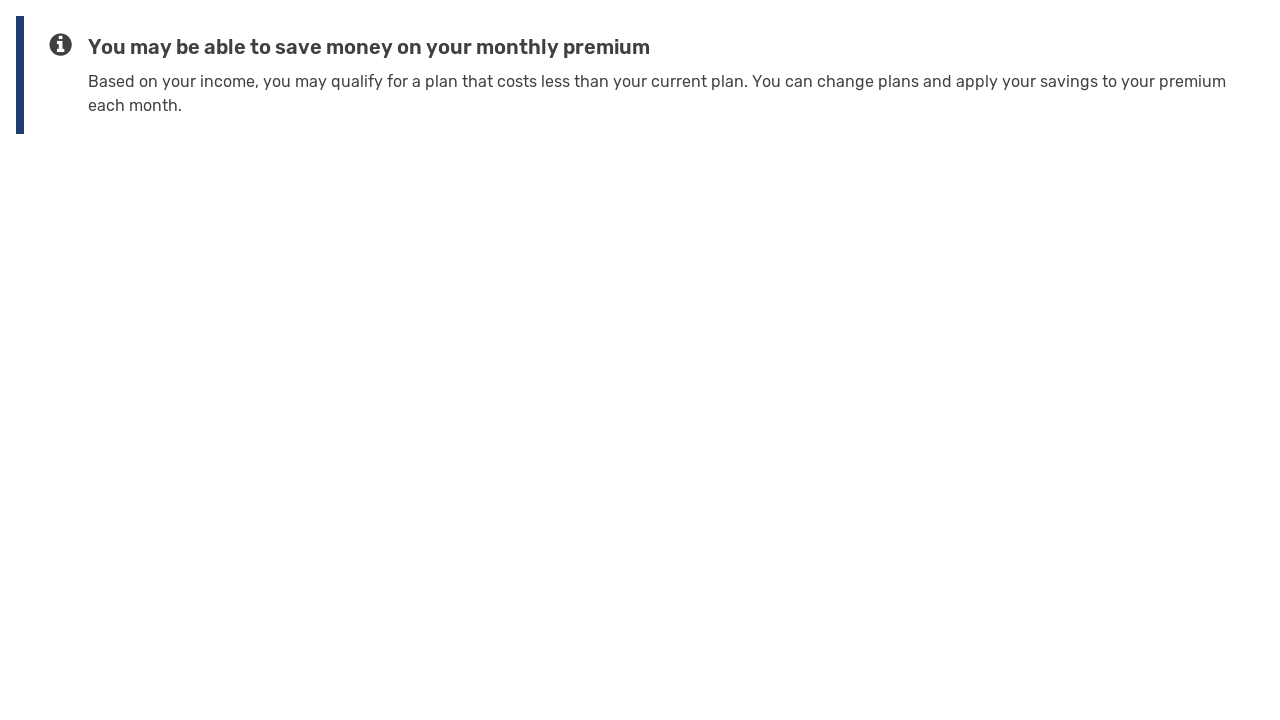 You may be able to save money on your monthly premium
Based on your income, you may qualify for a plan that costs less than your current plan. You can change plans and apply your savings to your premium
each month.